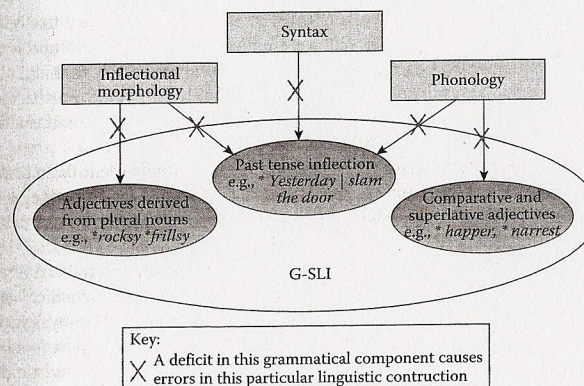 Syntax
Inflectional
morphology
Phonology
Past tense inflection
e.g., * Yesterday | slam
the door
Adjectives derived
from plural nouns
e.g., *rocksy *frillsy
Comparative and
superlative adjectives
e.g., * happer, * narrest
G-SLI
Key:
X A deficit in this grammatical component causes
errors in this particular linguistic contruction